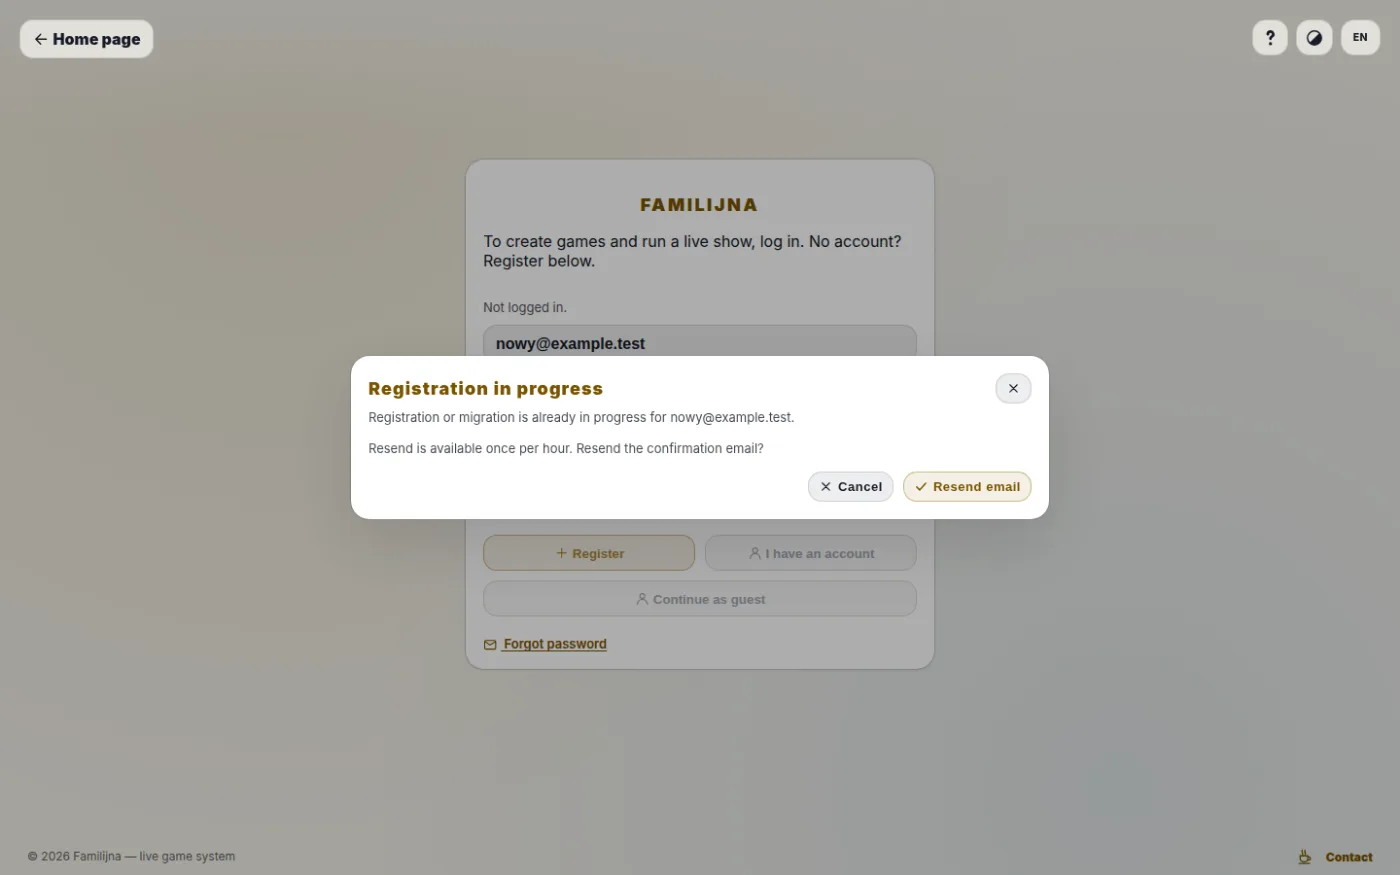 ← Home page
?
EN
FAMILIJNA
To create games and run a live show, log in. No account?
Register below.
Not logged in.
nowy@example.test
Registration in progress
Registration or migration is already in progress for nowy@example.test.
Resend is available once per hour. Resend the confirmation email?
Cancel
Resend email
+ Register
I have an account
Continue as guest
Forgot password
© 2026 Familijna — live game system
Contact